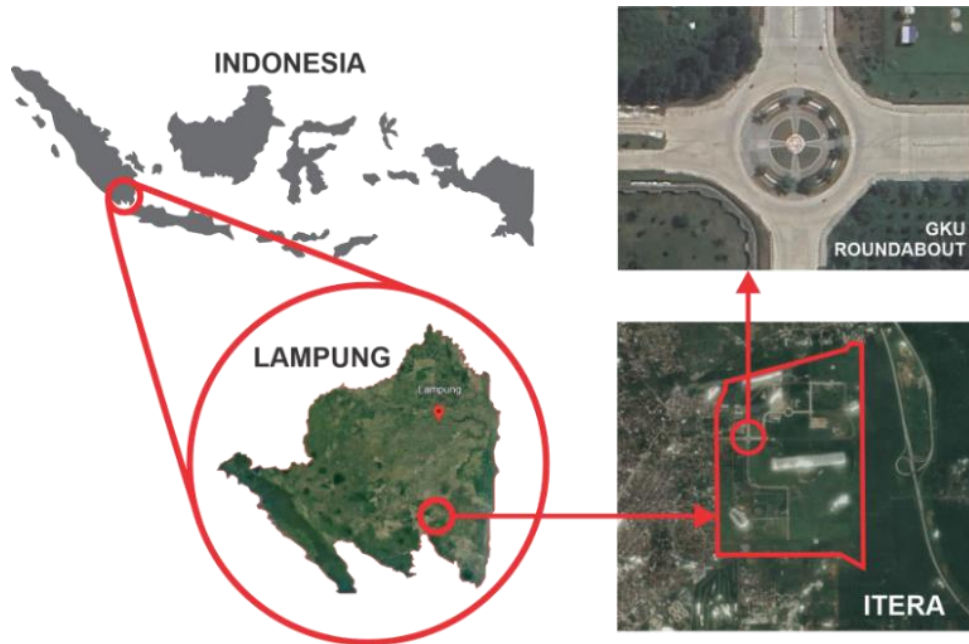 INDONESIA
GKU
ROUNDABOUT
LAMPUNG
Lampung
ITERA